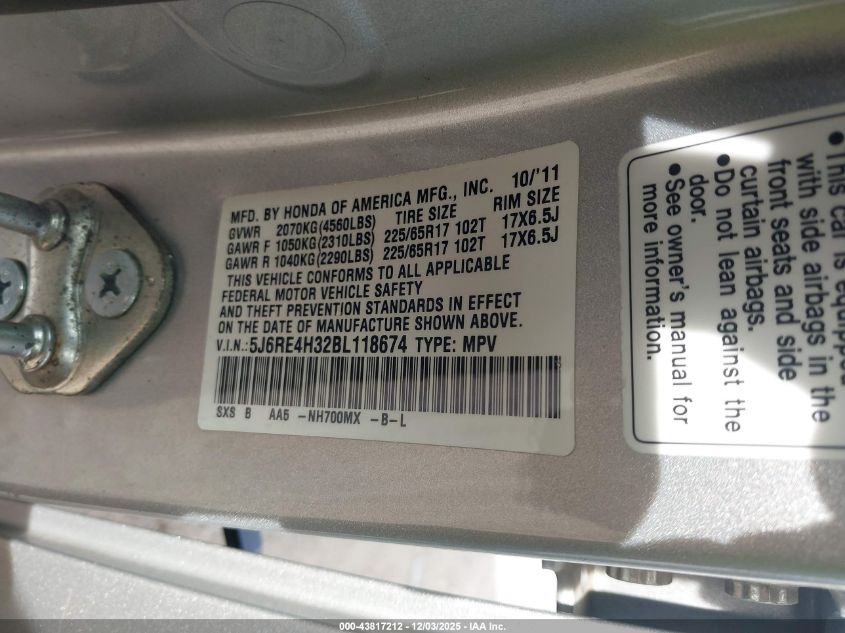 MFD. BY HONDA OF AMERICA MFG., INC. 10/'11
GVWR 2070KG(4560LBS) TIRE SIZE RIM SIZE
GAWR F 1050KG(2310LBS) 225/65R17 102T 17X6.5J
GAWR R 1040KG(2290LBS) 225/65R17 102T 17X6.5J
THIS VEHICLE CONFORMS TO ALL APPLICABLE
FEDERAL MOTOR VEHICLE SAFETY
AND THEFT PREVENTION STANDARDS IN EFFECT
ON THE DATE OF MANUFACTURE SHOWN ABOVE.
V.I.N.:5J6RE4H32BL118674 TYPE: MPV
SXS B AA5 -NH700MX -B-L
•This car is equipped
with side airbags in the
front seats and side
curtain airbags.
•Do not lean against the
door.
•See owner's manual for
more information.
000-43817212 - 12/03/2025 - IAA Inc.